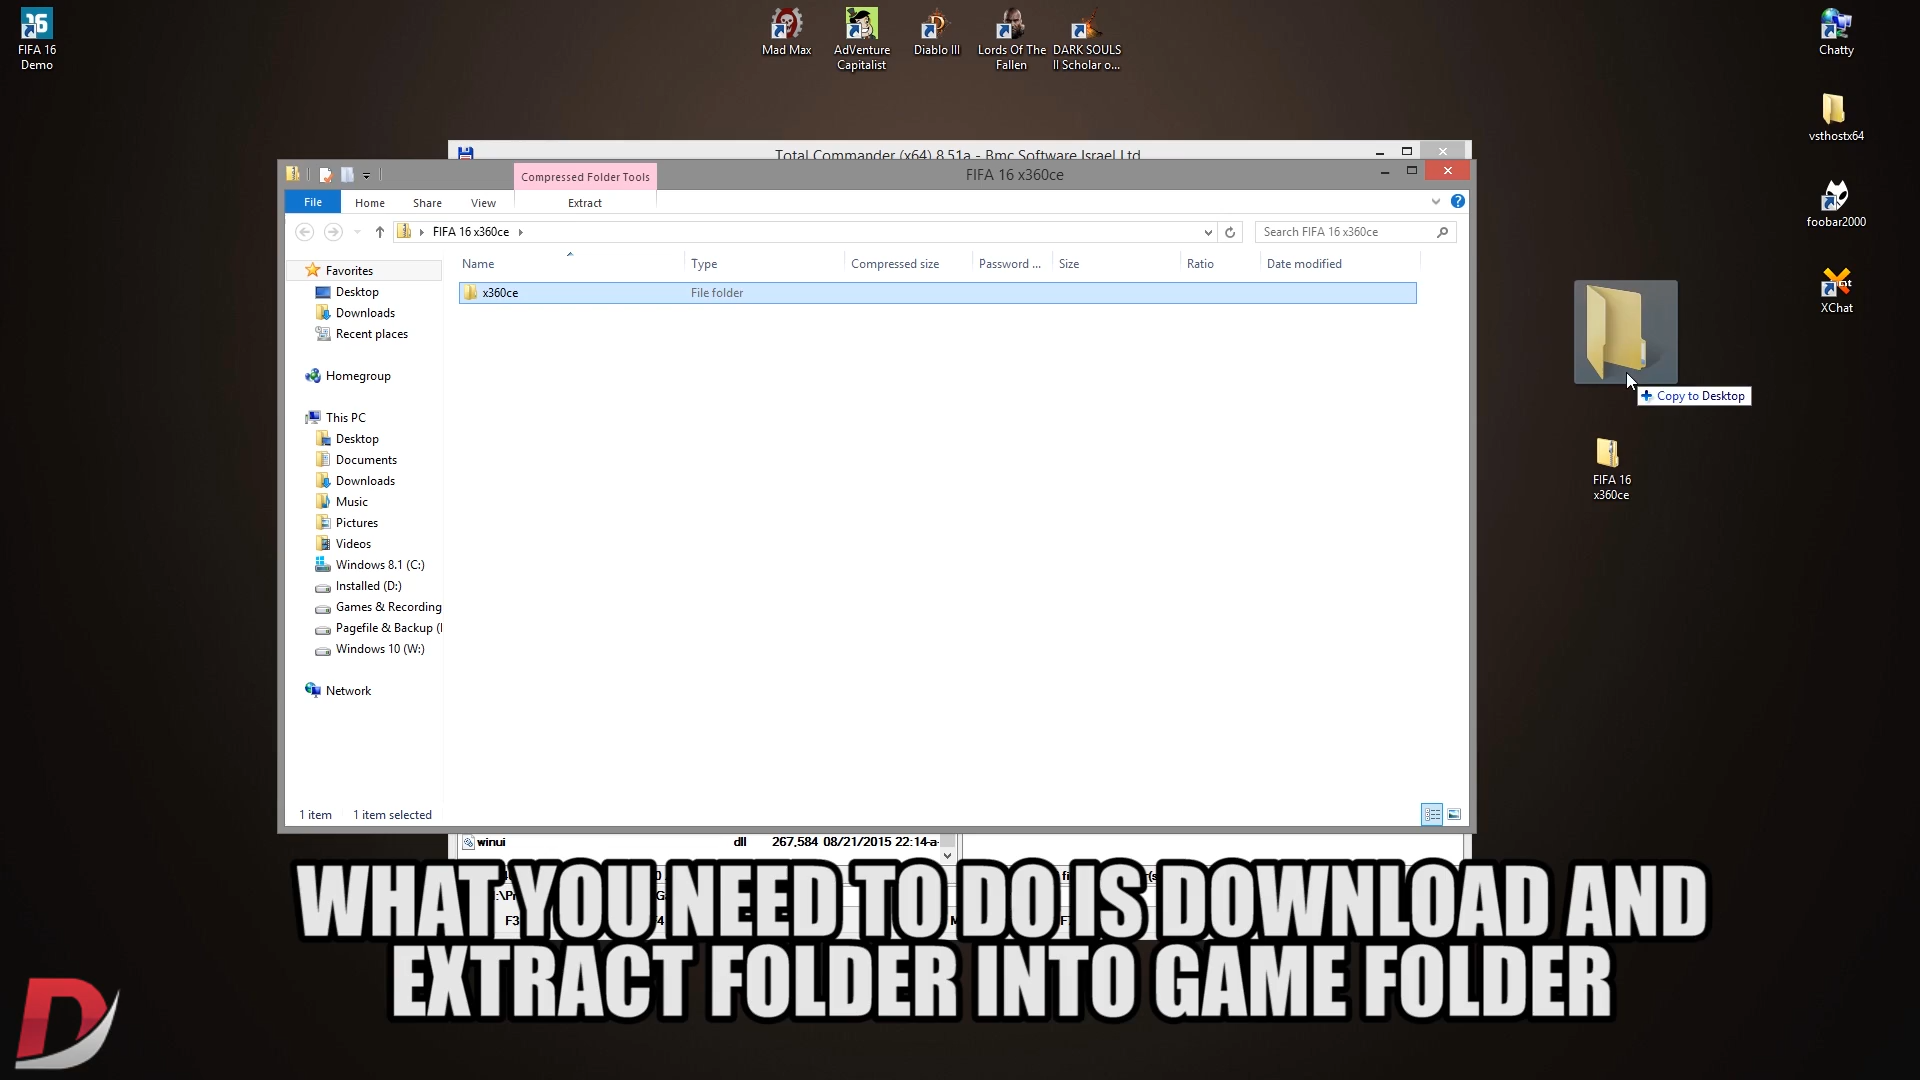 FIFA 16
Demo
Mad Max
AdVenture
Capitalist
Diablo III
Lords Of The
Fallen
DARK SOULS
II Scholar o...
Chatty
vsthostx64
foobar2000
XChat
Total Commander (x64) 8.51a - Bmc Software Israel Ltd
Compressed Folder Tools
FIFA 16 x360ce
File
Home
Share
View
Extract
FIFA 16 x360ce
Search FIFA 16 x360ce
Name
Type
Compressed size
Password ...
Size
Ratio
Date modified
x360ce
File folder
Favorites
Desktop
Downloads
Recent places
Homegroup
This PC
Desktop
Documents
Downloads
Music
Pictures
Videos
Windows 8.1 (C:)
Installed (D:)
Games & Recording
Pagefile & Backup (
Windows 10 (W:)
Network
1 item
1 item selected
Copy to Desktop
FIFA 16
x360ce
winui dll 267,584 08/21/2015 22:14 -a-
F3
WHAT YOU NEED TO DO IS DOWNLOAD AND
EXTRACT FOLDER INTO GAME FOLDER
D